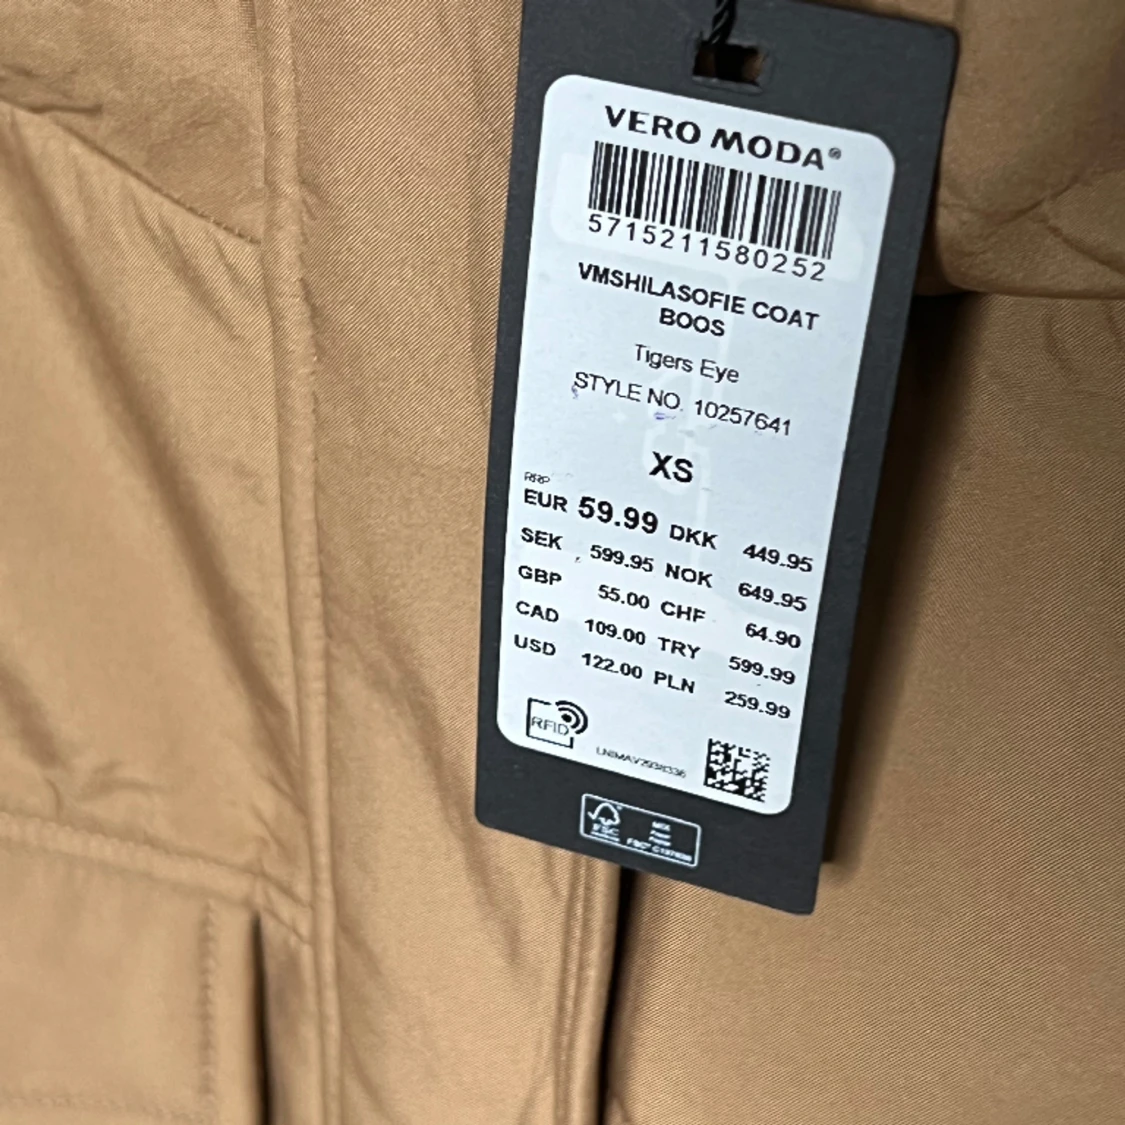 VERO MODA®
5715211580252
VMSHILASOFIE COAT
BOOS
Tigers Eye
STYLE NO. 10257641
XS
RRP
EUR 59.99 DKK 449.95
SEK 599.95 NOK 649.95
GBP 55.00 CHF 64.90
CAD 109.00 TRY 599.99
USD 122.00 PLN 259.99
RFID
FSC
FSC®